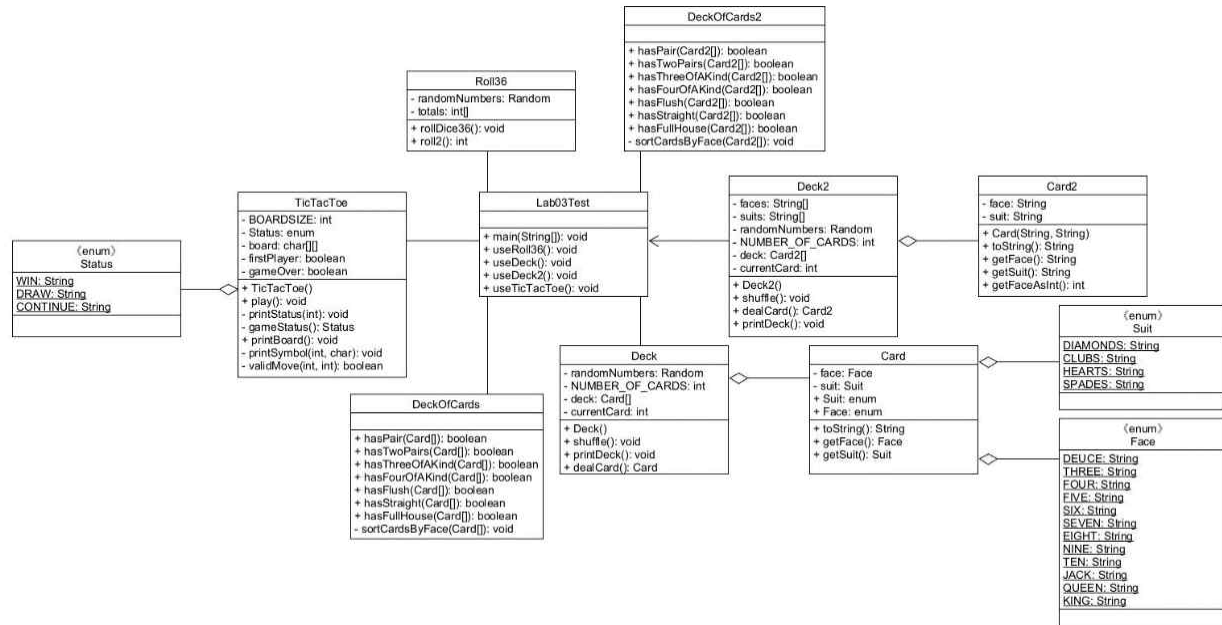 DeckOfCards2
+ hasPair(Card2[]): boolean
+ hasTwoPairs(Card2[]): boolean
+ hasThreeOfAKind(Card2[]): boolean
+ hasFourOfAKind(Card2[]): boolean
+ hasFlush(Card2[]): boolean
+ hasStraight(Card2[]): boolean
+ hasFullHouse(Card2[]): boolean
- sortCardsByFace(Card2[]): void
Roll36
- randomNumbers: Random
- totals: int[]
+ rollDice36(): void
+ roll2(): int
《enum》
Status
WIN: String
DRAW: String
CONTINUE: String
TicTacToe
- BOARDSIZE: int
- Status: enum
- board: char[][]
- firstPlayer: boolean
- gameOver: boolean
+ TicTacToe()
+ play(): void
- printStatus(int): void
- gameStatus(): Status
+ printBoard(): void
- printSymbol(int, char): void
- validMove(int, int): boolean
Lab03Test
+ main(String[]): void
+ useRoll36(): void
+ useDeck(): void
+ useDeck2(): void
+ useTicTacToe(): void
Deck2
- faces: String[]
- suits: String[]
- randomNumbers: Random
- NUMBER_OF_CARDS: int
- deck: Card2[]
- currentCard: int
+ Deck2()
+ shuffle(): void
+ dealCard(): Card2
+ printDeck(): void
Card2
- face: String
- suit: String
+ Card(String, String)
+ toString(): String
+ getFace(): String
+ getSuit(): String
+ getFaceAsInt(): int
DeckOfCards
+ hasPair(Card[]): boolean
+ hasTwoPairs(Card[]): boolean
+ hasThreeOfAKind(Card[]): boolean
+ hasFourOfAKind(Card[]): boolean
+ hasFlush(Card[]): boolean
+ hasStraight(Card[]): boolean
+ hasFullHouse(Card[]): boolean
- sortCardsByFace(Card[]): void
Deck
- randomNumbers: Random
- NUMBER_OF_CARDS: int
- deck: Card[]
- currentCard: int
+ Deck()
+ shuffle(): void
+ printDeck(): void
+ dealCard(): Card
Card
- face: Face
- suit: Suit
+ Suit: enum
+ Face: enum
+ toString(): String
+ getFace(): Face
+ getSuit(): Suit
《enum》
Suit
DIAMONDS: String
CLUBS: String
HEARTS: String
SPADES: String
《enum》
Face
DEUCE: String
THREE: String
FOUR: String
FIVE: String
SIX: String
SEVEN: String
EIGHT: String
NINE: String
TEN: String
JACK: String
QUEEN: String
KING: String